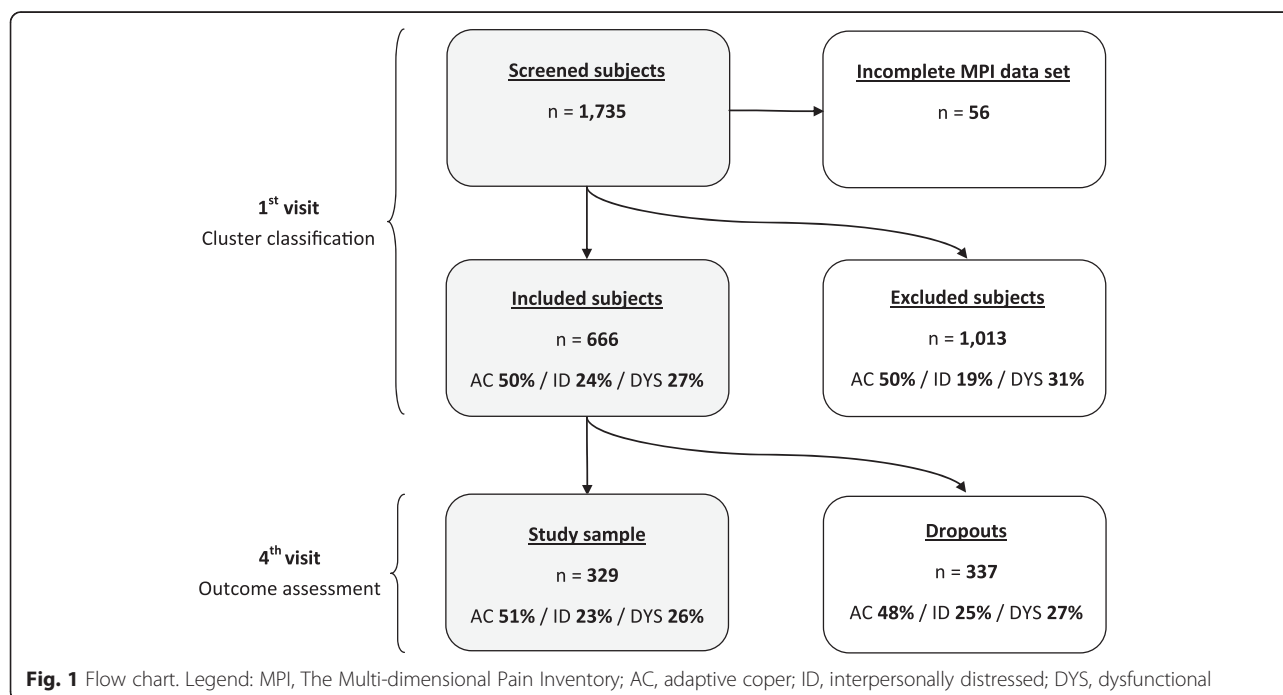 Screened subjects
n = 1,735
Incomplete MPI data set
n = 56
1st visit
Cluster classification
Included subjects
n = 666
AC 50% / ID 24% / DYS 27%
Excluded subjects
n = 1,013
AC 50% / ID 19% / DYS 31%
4th visit
Outcome assessment
Study sample
n = 329
AC 51% / ID 23% / DYS 26%
Dropouts
n = 337
AC 48% / ID 25% / DYS 27%
Fig. 1 Flow chart. Legend: MPI, The Multi-dimensional Pain Inventory; AC, adaptive coper; ID, interpersonally distressed; DYS, dysfunctional